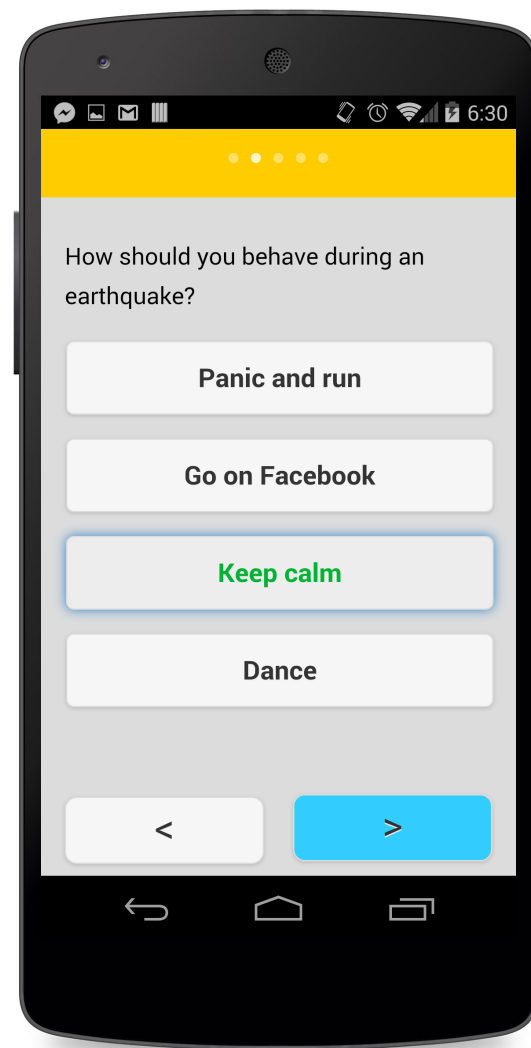 6:30
How should you behave during an
earthquake?
Panic and run
Go on Facebook
Keep calm
Dance
<
>